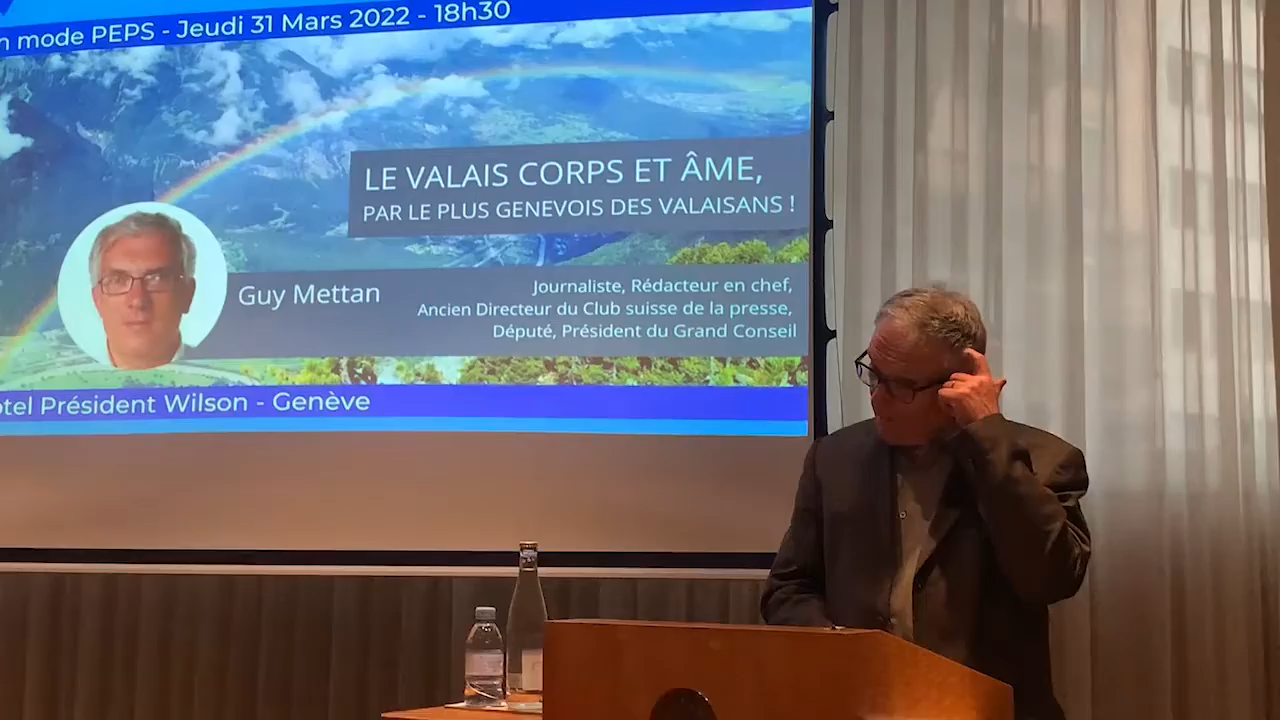 n mode PEPS - Jeudi 31 Mars 2022 - 18h30
LE VALAIS CORPS ET ÂME,
PAR LE PLUS GENEVOIS DES VALAISANS !
Guy Mettan
Journaliste, Rédacteur en chef,
Ancien Directeur du Club suisse de la presse,
Député, Président du Grand Conseil
tel Président Wilson - Genève